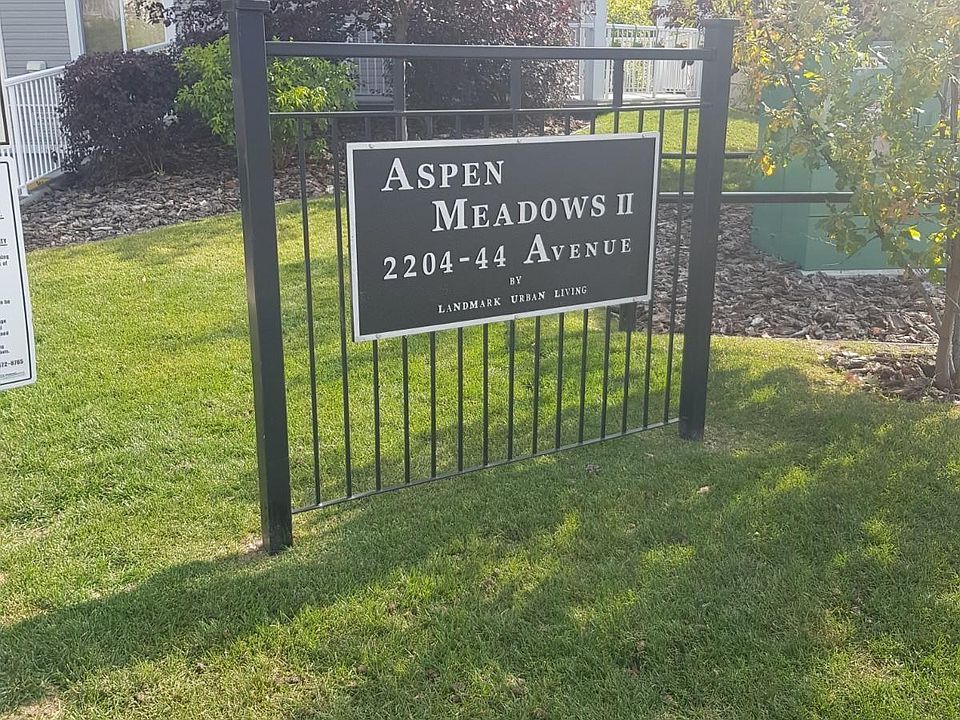 ASPEN
MEADOWS II
2204-44 AVENUE
BY
LANDMARK URBAN LIVING